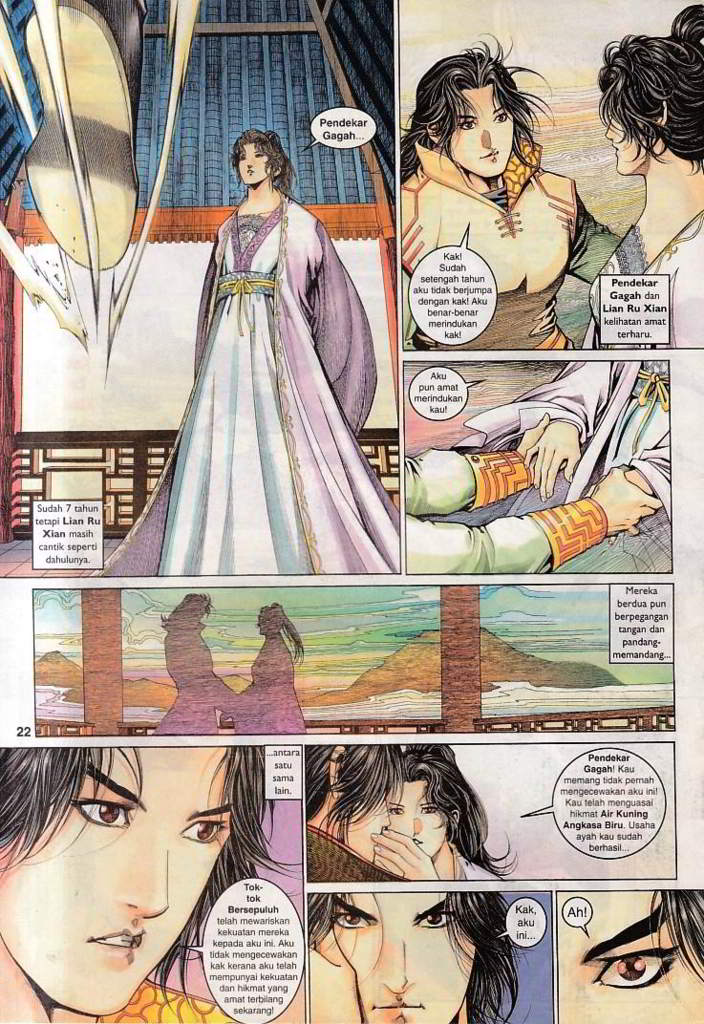 Pendekar
Gagah...
Sudah 7 tahun
tetapi Lian Ru
Xian masih
cantik seperti
dahulunya.
Kak!
Sudah
setengah tahun
aku tidak berjumpa
dengan kak! Aku
benar-benar
merindukan
kak!
Pendekar
Gagah dan
Lian Ru Xian
kelihatan amat
terharu.
Aku
pun amat
merindukan
kau!
Mereka
berdua pun
berpegangan
tangan dan
pandang-
memandang...
22
...antara
satu
sama
lain.
Tok-
tok
Bersepuluh
telah mewariskan
kekuatan mereka
kepada aku ini. Aku
tidak mengecewakan
kak kerana aku telah
mempunyai kekuatan
dan hikmat yang
amat terbilang
sekarang!
Pendekar
Gagah! Kau
memang tidak pernah
mengecewakan aku ini!
Kau telah menguasai
hikmat Air Kuning
Angkasa Biru. Usaha
ayah kau sudah
berhasil...
Kak,
aku
ini...
Ah!